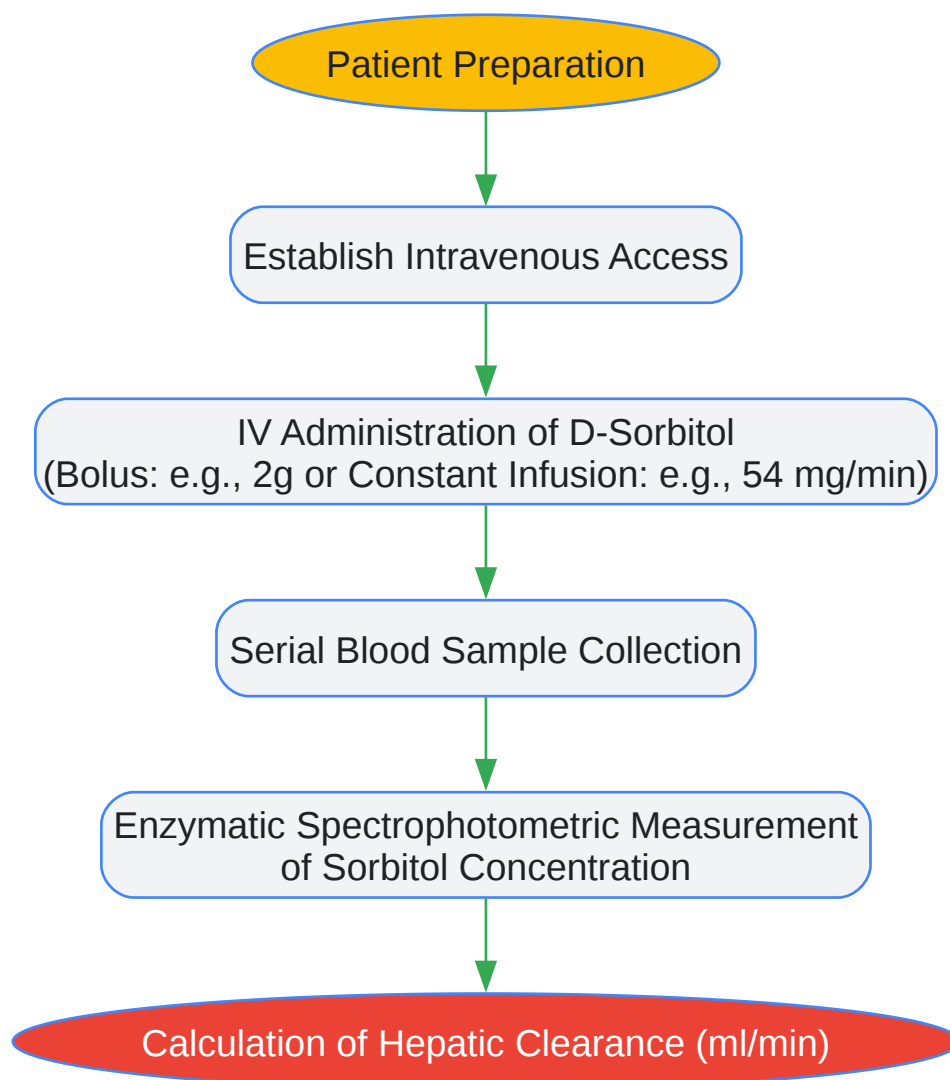 Patient Preparation
Establish Intravenous Access
IV Administration of D-Sorbitol
(Bolus: e.g., 2g or Constant Infusion: e.g., 54 mg/min)
Serial Blood Sample Collection
Enzymatic Spectrophotometric Measurement
of Sorbitol Concentration
Calculation of Hepatic Clearance (ml/min)